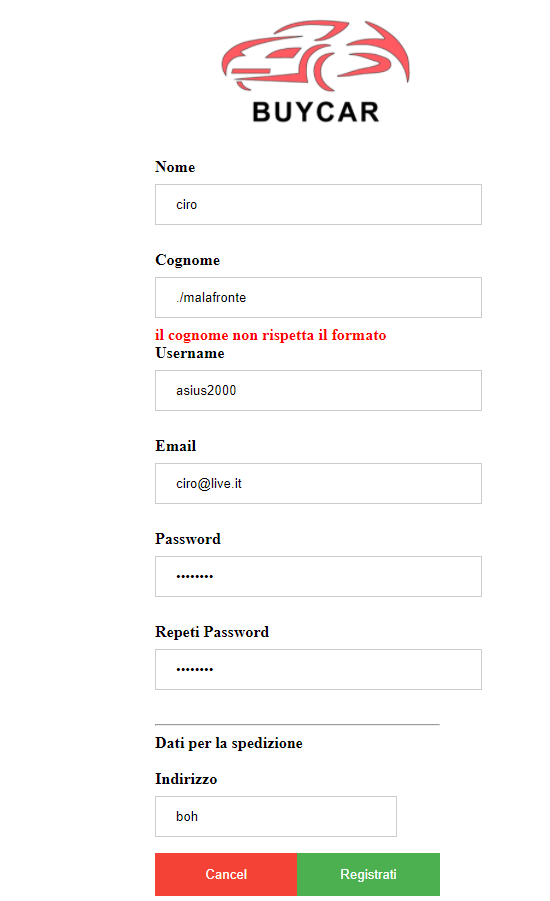 BUYCAR
Nome
ciro
Cognome
./malafronte
il cognome non rispetta il formato
Username
asius2000
Email
ciro@live.it
Password
••••••••
Repeti Password
••••••••
Dati per la spedizione
Indirizzo
boh
Cancel Registrati